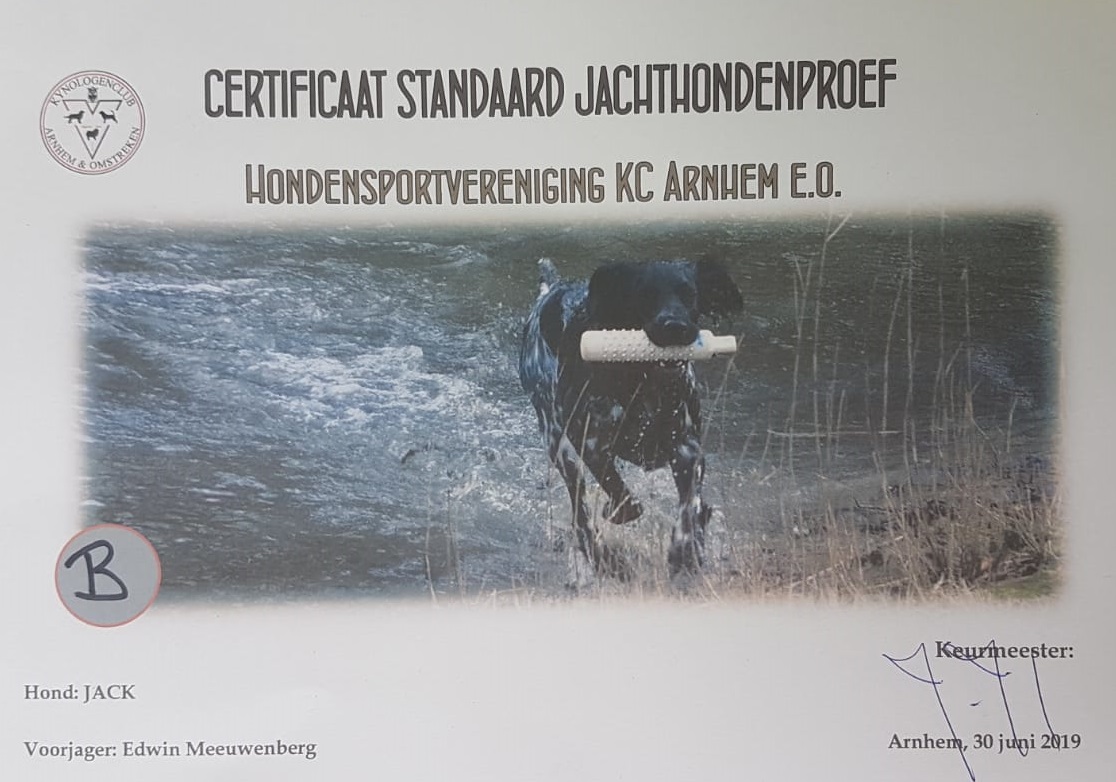 KYNOLOGENCLUB
ARNHEM & OMSTREKEN
CERTIFICAAT STANDAARD JACHTHONDENPROEF
HONDENSPORTVERENIGING KC ARNHEM E.O.
B
Keurmeester:
Hond: JACK
Arnhem, 30 juni 2019
Voorjager: Edwin Meeuwenberg